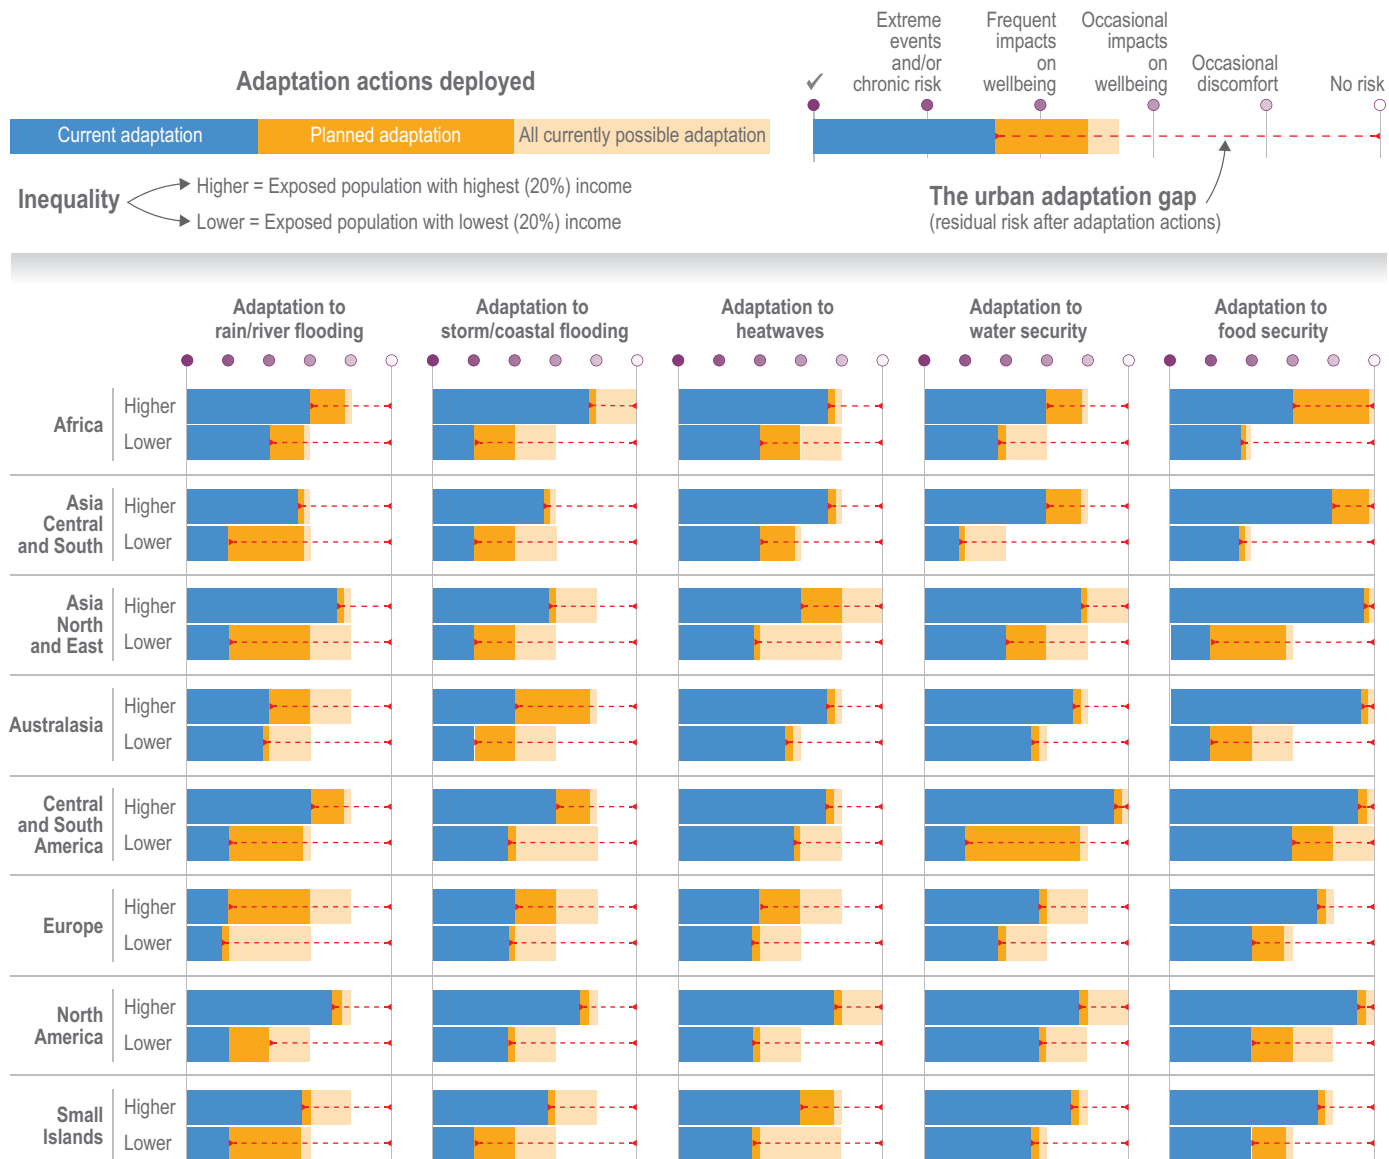 Adaptation actions deployed
Current adaptation
Planned adaptation
All currently possible adaptation
Inequality
Higher = Exposed population with highest (20%) income
Lower = Exposed population with lowest (20%) income
✓
Extreme
events
and/or
chronic risk
Frequent
impacts
on
wellbeing
Occasional
impacts
on
wellbeing
Occasional
discomfort
No risk
The urban adaptation gap
(residual risk after adaptation actions)
Adaptation to
rain/river flooding
Adaptation to
storm/coastal flooding
Adaptation to
heatwaves
Adaptation to
water security
Adaptation to
food security
Africa
Higher
Lower
Asia
Central
and South
Higher
Lower
Asia
North
and East
Higher
Lower
Australasia
Higher
Lower
Central
and South
America
Higher
Lower
Europe
Higher
Lower
North
America
Higher
Lower
Small
Islands
Higher
Lower